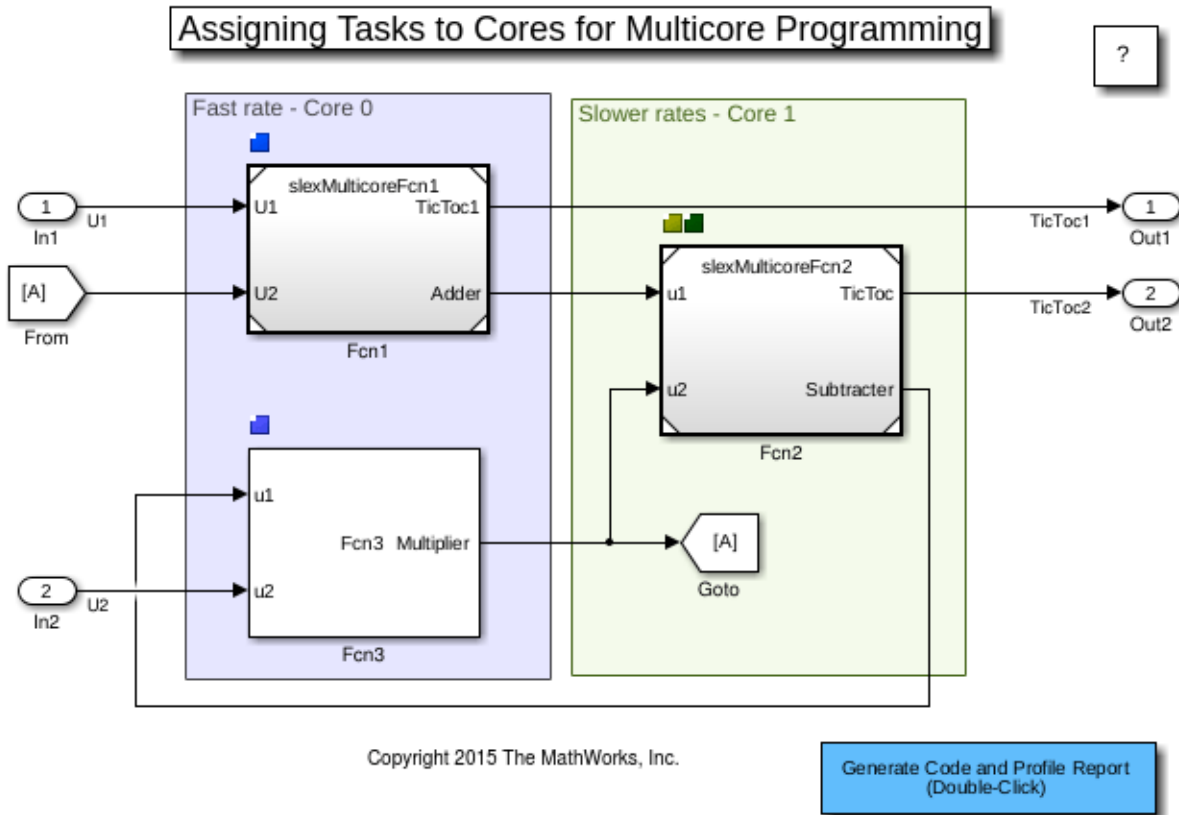 Assigning Tasks to Cores for Multicore Programming
?
Fast rate - Core 0
Slower rates - Core 1
slexMulticoreFcn1
U1
TicToc1
U2
Adder
Fcn1
1
U1
In1
[A]
From
slexMulticoreFcn2
u1
TicToc
u2
Subtracter
Fcn2
TicToc1
1
Out1
TicToc2
2
Out2
u1
Fcn3
Multiplier
u2
Fcn3
2
U2
In2
[A]
Goto
Copyright 2015 The MathWorks, Inc.
Generate Code and Profile Report
(Double-Click)